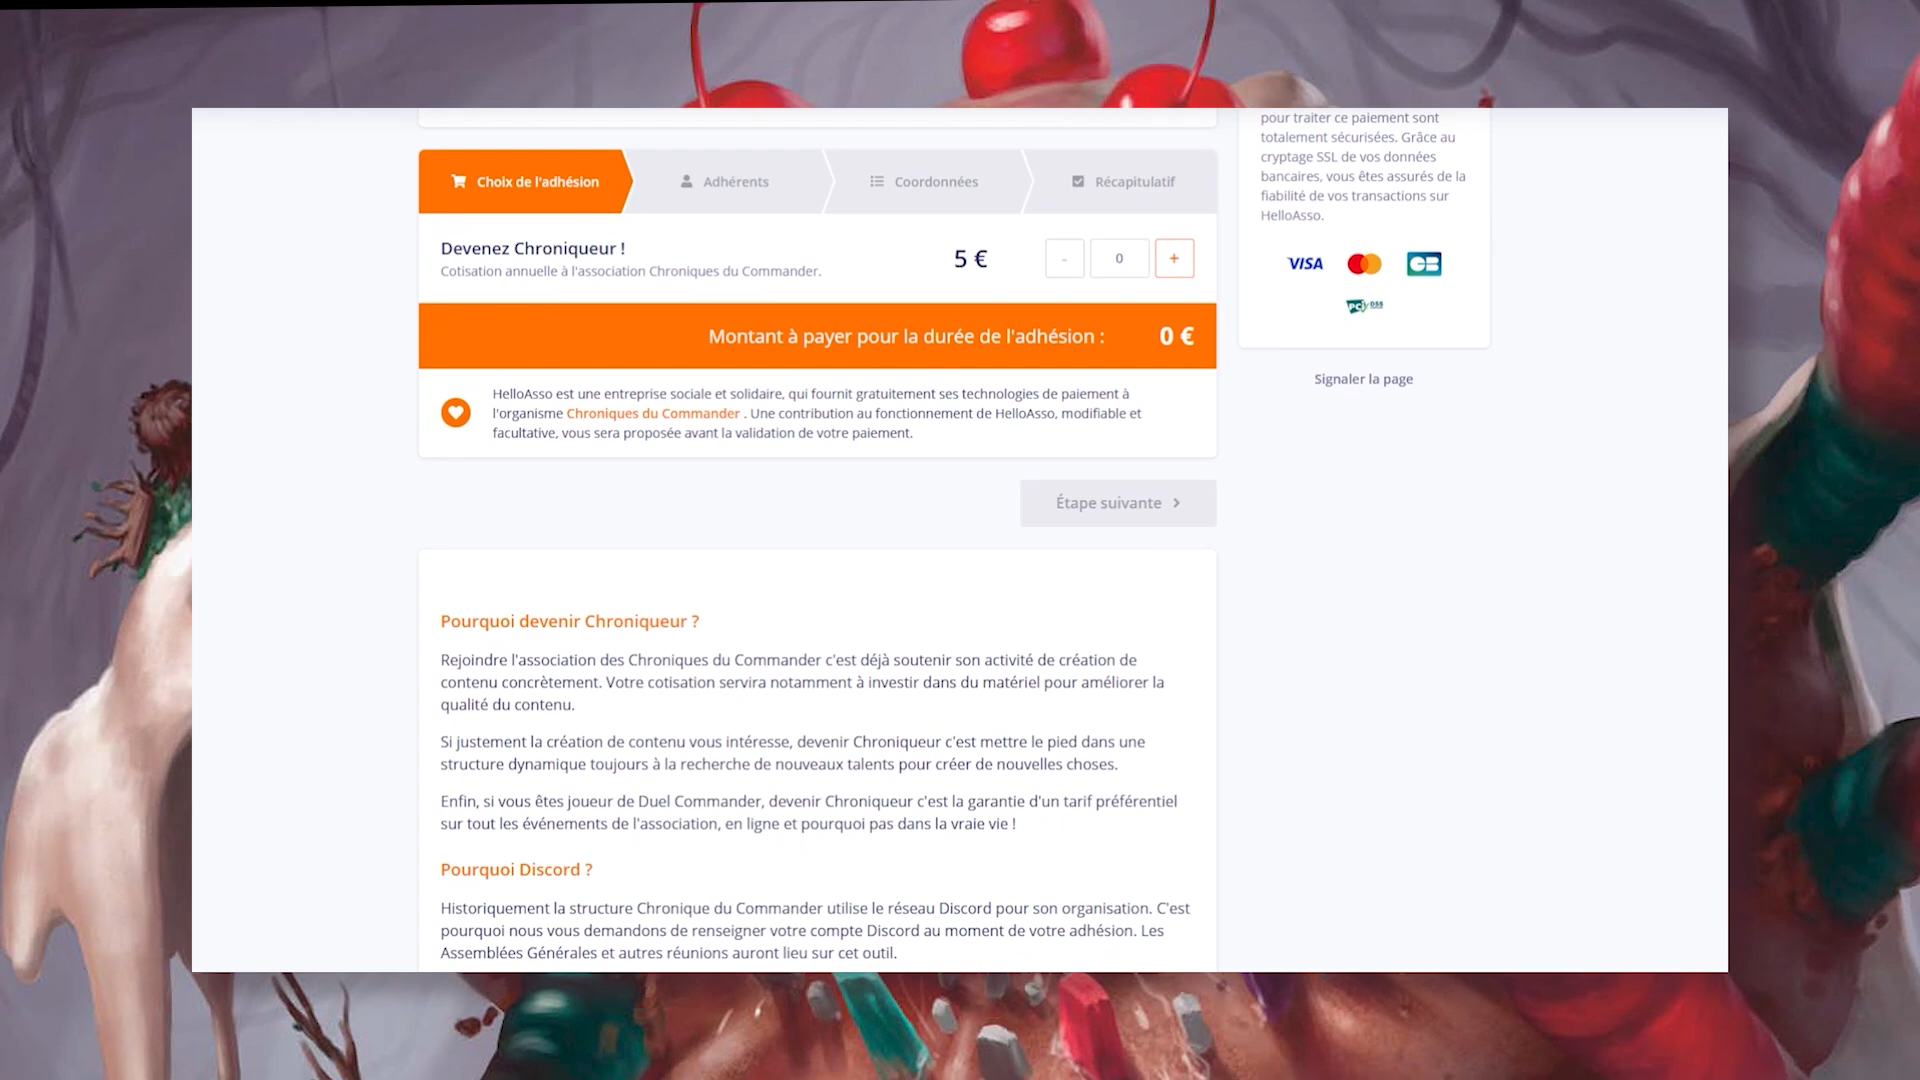 Choix de l'adhésion
Adhérents
Coordonnées
Récapitulatif
Devenez Chroniqueur !
Cotisation annuelle à l'association Chroniques du Commander.
5 €
-
0
+
Montant à payer pour la durée de l'adhésion :
0 €
HelloAsso est une entreprise sociale et solidaire, qui fournit gratuitement ses technologies de paiement à
l'organisme Chroniques du Commander . Une contribution au fonctionnement de HelloAsso, modifiable et
facultative, vous sera proposée avant la validation de votre paiement.
Étape suivante
Pourquoi devenir Chroniqueur ?
Rejoindre l'association des Chroniques du Commander c'est déjà soutenir son activité de création de
contenu concrètement. Votre cotisation servira notamment à investir dans du matériel pour améliorer la
qualité du contenu.
Si justement la création de contenu vous intéresse, devenir Chroniqueur c'est mettre le pied dans une
structure dynamique toujours à la recherche de nouveaux talents pour créer de nouvelles choses.
Enfin, si vous êtes joueur de Duel Commander, devenir Chroniqueur c'est la garantie d'un tarif préférentiel
sur tout les événements de l'association, en ligne et pourquoi pas dans la vraie vie !
Pourquoi Discord ?
Historiquement la structure Chronique du Commander utilise le réseau Discord pour son organisation. C'est
pourquoi nous vous demandons de renseigner votre compte Discord au moment de votre adhésion. Les
Assemblées Générales et autres réunions auront lieu sur cet outil.
pour traiter ce paiement sont
totalement sécurisées. Grâce au
cryptage SSL de vos données
bancaires, vous êtes assurés de la
fiabilité de vos transactions sur
HelloAsso.
VISA
CB
PCI DSS
Signaler la page